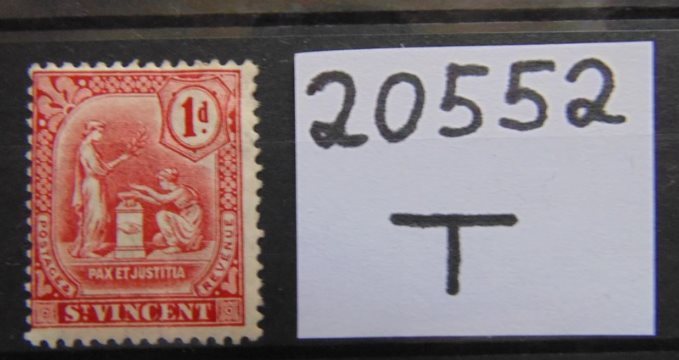 1d.
POSTAGE &
REVENUE
PAX ET JUSTITIA
ST VINCENT
20552
T